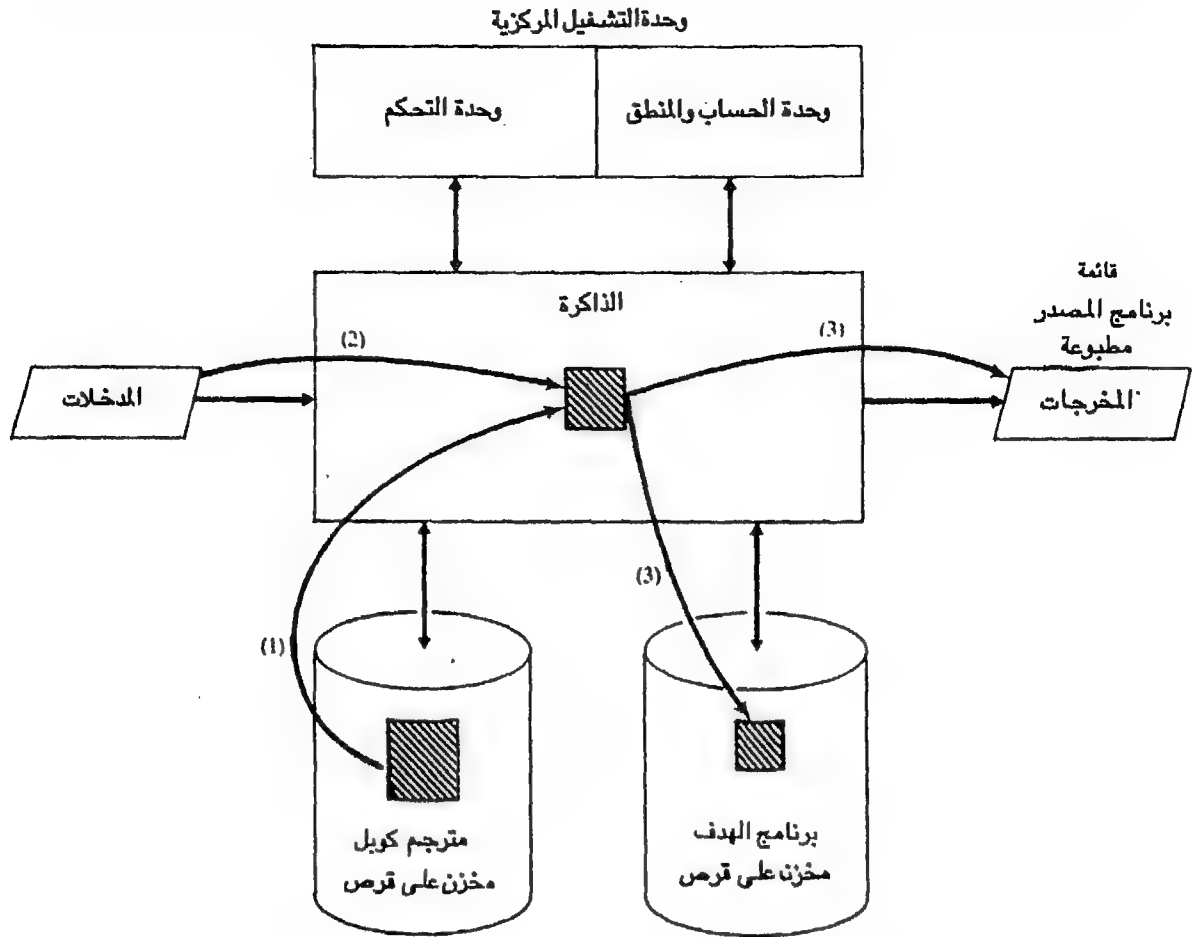 وحدة التشغيل المركزية
وحدة الحساب والمنطق
وحدة التحكم
الذاكرة
قائمة
برنامج المصدر
مطبوعة
المخرجات
(3)
(2)
المدخلات
(3)
(1)
برنامج الهدف
مخزن على قرص
مترجم كوبل
مخزن على قرص